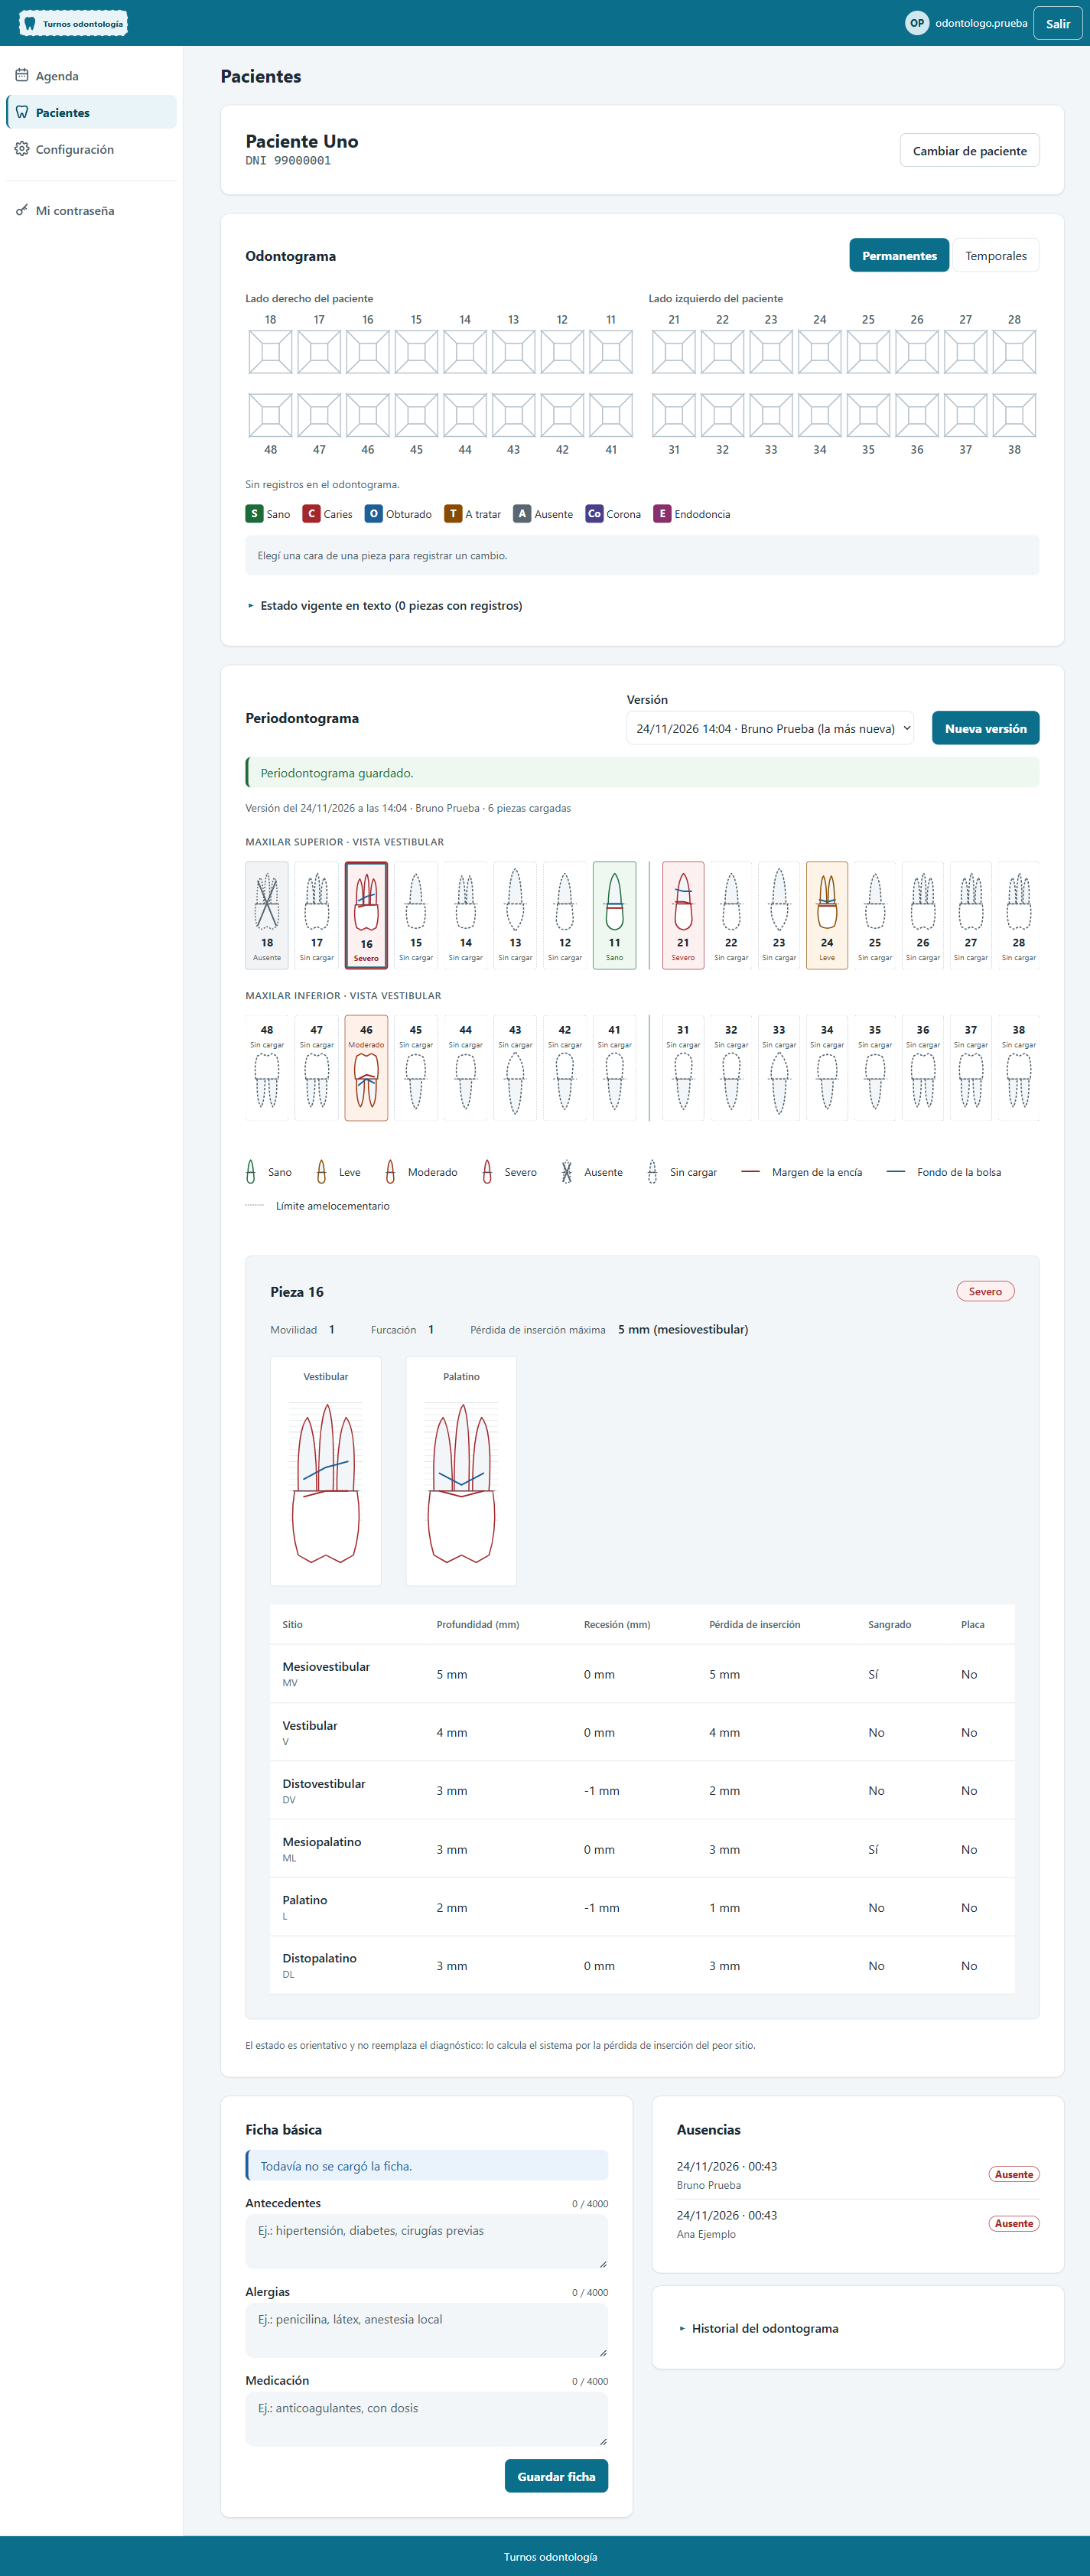 Turnos odontología
OP odontologo.prueba Salir
Agenda
Pacientes
Configuración
Mi contraseña
Pacientes
Paciente Uno
DNI 99000001
Cambiar de paciente
Odontograma
Permanentes Temporales
Lado derecho del paciente Lado izquierdo del paciente
18 17 16 15 14 13 12 11 21 22 23 24 25 26 27 28
48 47 46 45 44 43 42 41 31 32 33 34 35 36 37 38
Sin registros en el odontograma.
S Sano C Caries O Obturado T A tratar A Ausente Co Corona E Endodoncia
Elegí una cara de una pieza para registrar un cambio.
Estado vigente en texto (0 piezas con registros)
Periodontograma
Versión
24/11/2026 14:04 · Bruno Prueba (la más nueva)
Nueva versión
Periodontograma guardado.
Versión del 24/11/2026 a las 14:04 · Bruno Prueba · 6 piezas cargadas
MAXILAR SUPERIOR · VISTA VESTIBULAR
18 17 16 15 14 13 12 11 21 22 23 24 25 26 27 28
Ausente Sin cargar Severo Sin cargar Sin cargar Sin cargar Sin cargar Sano Severo Sin cargar Sin cargar Leve Sin cargar Sin cargar Sin cargar Sin cargar
MAXILAR INFERIOR · VISTA VESTIBULAR
48 47 46 45 44 43 42 41 31 32 33 34 35 36 37 38
Sin cargar Sin cargar Moderado Sin cargar Sin cargar Sin cargar Sin cargar Sin cargar Sin cargar Sin cargar Sin cargar Sin cargar Sin cargar Sin cargar Sin cargar Sin cargar
Sano Leve Moderado Severo Ausente Sin cargar Margen de la encía Fondo de la bolsa
Límite amelocementario
Pieza 16
Severo
Movilidad 1 Furcación 1 Pérdida de inserción máxima 5 mm (mesiovestibular)
Vestibular Palatino
Sitio Profundidad (mm) Recesión (mm) Pérdida de inserción Sangrado Placa
Mesiovestibular
MV
5 mm 0 mm 5 mm Sí No
Vestibular
V
4 mm 0 mm 4 mm No No
Distovestibular
DV
3 mm -1 mm 2 mm No No
Mesiopalatino
ML
3 mm 0 mm 3 mm Sí No
Palatino
L
2 mm -1 mm 1 mm No No
Distopalatino
DL
3 mm 0 mm 3 mm No No
El estado es orientativo y no reemplaza el diagnóstico: lo calcula el sistema por la pérdida de inserción del peor sitio.
Ficha básica
Todavía no se cargó la ficha.
Antecedentes 0 / 4000
Ej.: hipertensión, diabetes, cirugías previas
Alergias 0 / 4000
Ej.: penicilina, látex, anestesia local
Medicación 0 / 4000
Ej.: anticoagulantes, con dosis
Guardar ficha
Ausencias
24/11/2026 · 00:43
Bruno Prueba
Ausente
24/11/2026 · 00:43
Ana Ejemplo
Ausente
Historial del odontograma
Turnos odontología